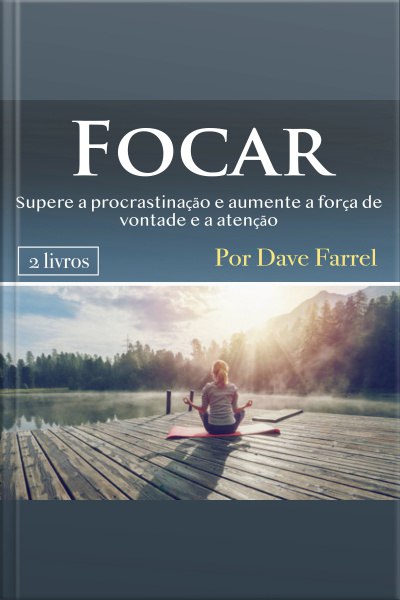 FOCAR
Supere a procrastinação e aumente a força de
vontade e a atenção
2 livros
Por Dave Farrel